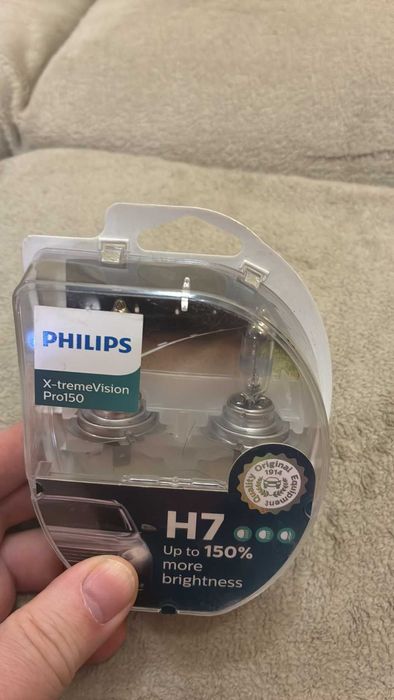 PHILIPS
X-tremeVision
Pro150
Quality Original Equipment
1914
H7
Up to 150%
more
brightness